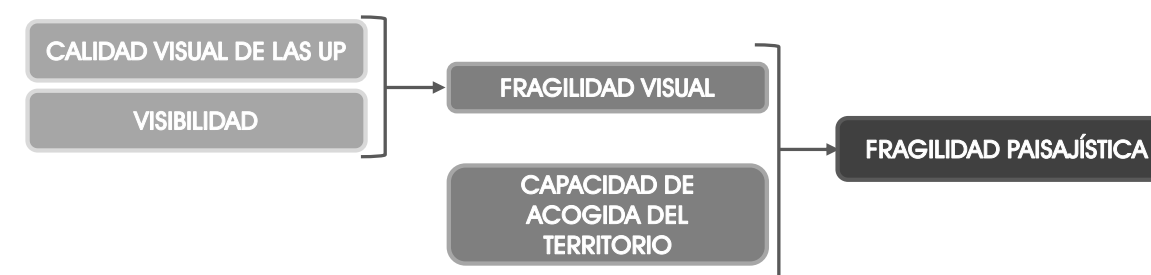 CALIDAD VISUAL DE LAS UP
VISIBILIDAD
FRAGILIDAD VISUAL
CAPACIDAD DE
ACOGIDA DEL
TERRITORIO
FRAGILIDAD PAISAJÍSTICA